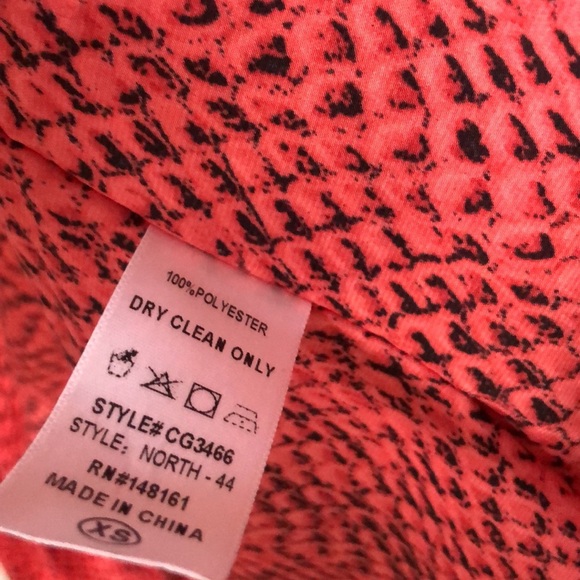 100%POLYESTER
DRY CLEAN ONLY
STYLE# CG3466
STYLE: NORTH - 44
RN#148161
MADE IN CHINA
XS